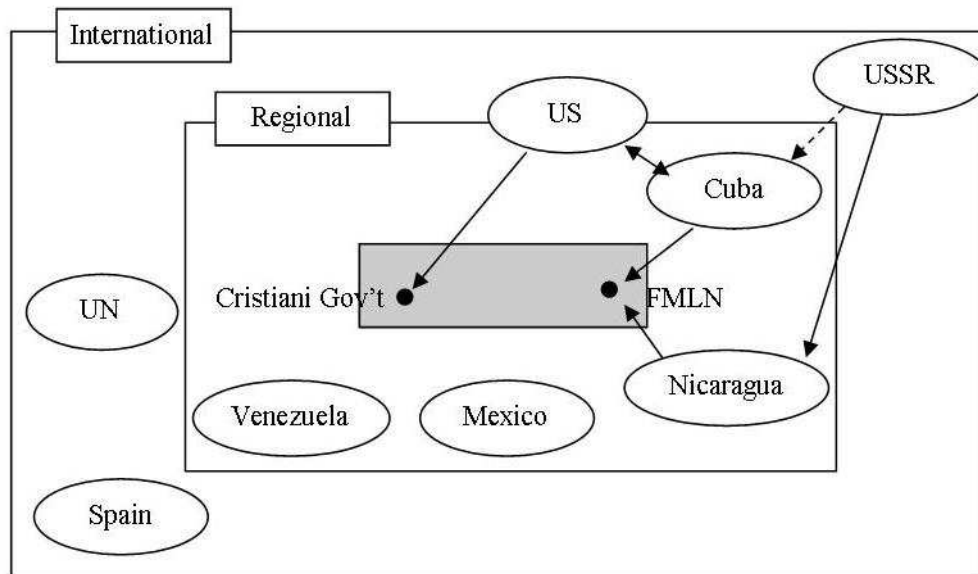 International
USSR
US
Regional
Cuba
Cristiani Gov't
FMLN
UN
Nicaragua
Venezuela
Mexico
Spain